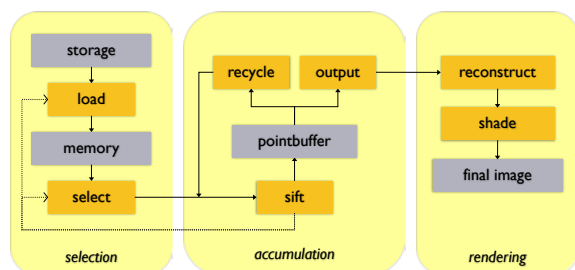 storage
load
memory
select
selection
recycle
output
pointbuffer
sift
accumulation
reconstruct
shade
final image
rendering